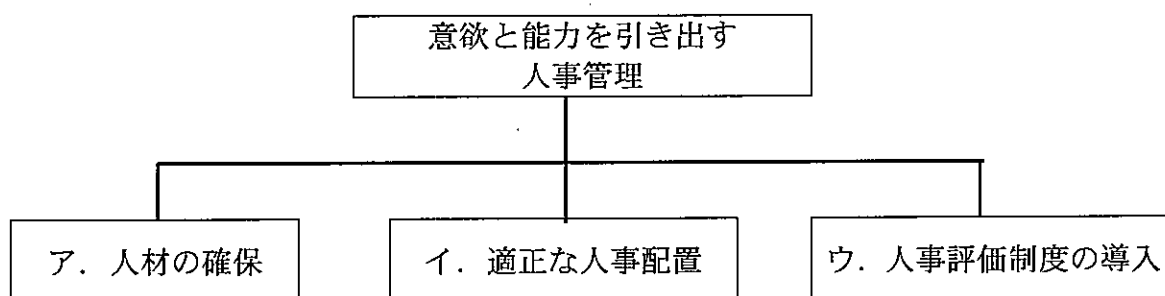 意欲と能力を引き出す
人事管理
ア．人材の確保
イ．適正な人事配置
ウ．人事評価制度の導入